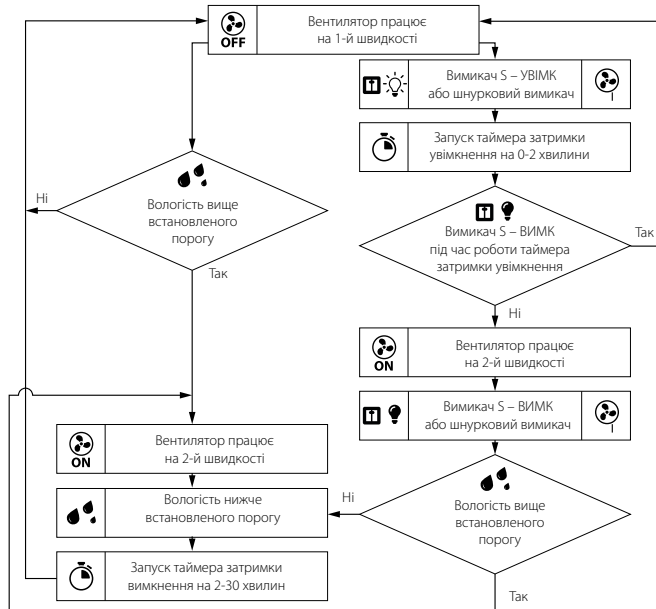 OFF
Вентилятор працює
на 1-й швидкості
Вимикач S – УВІМК
або шнурковий вимикач
Запуск таймера затримки
увімкнення на 0-2 хвилини
Ні
Вологість вище
встановленого
порогу
Так
Вимикач S – ВИМК
під час роботи таймера
затримки увімкнення
Так
Ні
ON
Вентилятор працює
на 2-й швидкості
Вимикач S – ВИМК
або шнурковий вимикач
ON
Вентилятор працює
на 2-й швидкості
Вологість нижче
встановленого порогу
Ні
Вологість вище
встановленого
порогу
Запуск таймера затримки
вимкнення на 2-30 хвилин
Так